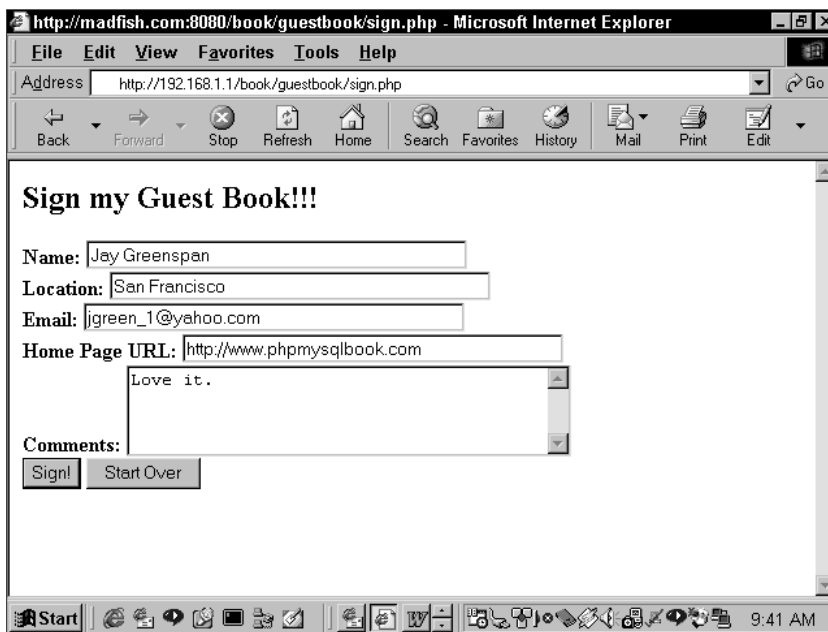 http://madfish.com:8080/book/guestbook/sign.php - Microsoft Internet Explorer
File Edit View Favorites Tools Help
Address http://192.168.1.1/book/guestbook/sign.php Go
Back Forward Stop Refresh Home Search Favorites History Mail Print Edit
Sign my Guest Book!!!
Name: Jay Greenspan
Location: San Francisco
Email: jgreen_1@yahoo.com
Home Page URL: http://www.phpmysqlbook.com
Love it.
Comments:
Sign! Start Over
Start 9:41 AM